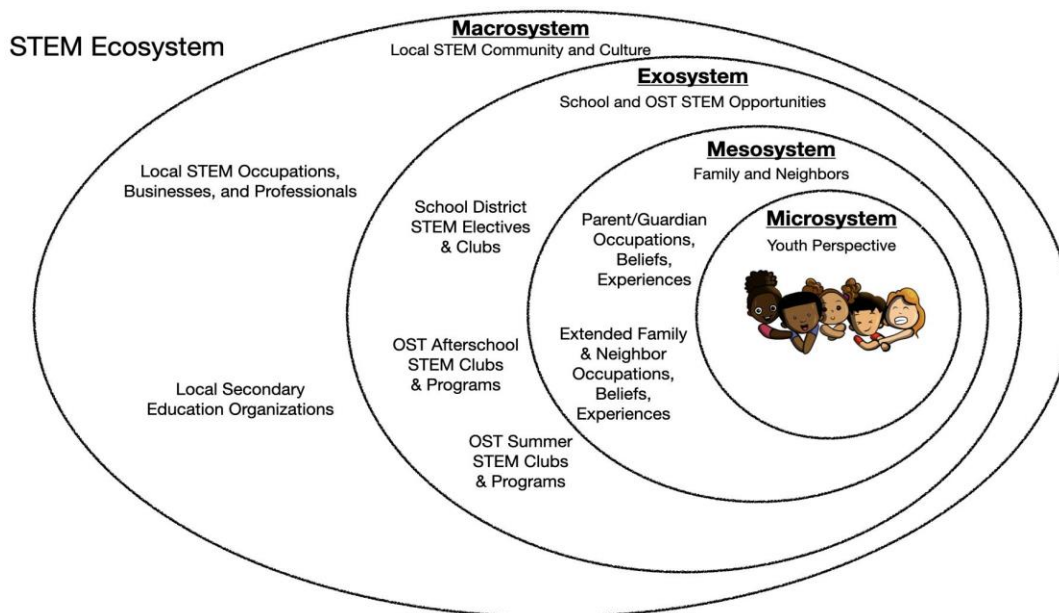 STEM Ecosystem
Macrosystem
Local STEM Community and Culture
Exosystem
School and OST STEM Opportunities
Mesosystem
Family and Neighbors
Microsystem
Youth Perspective
Local STEM Occupations,
Businesses, and Professionals
Local Secondary
Education Organizations
School District
STEM Electives
& Clubs
OST Afterschool
STEM Clubs
& Programs
OST Summer
STEM Clubs
& Programs
Parent/Guardian
Occupations,
Beliefs,
Experiences
Extended Family
& Neighbor
Occupations,
Beliefs,
Experiences